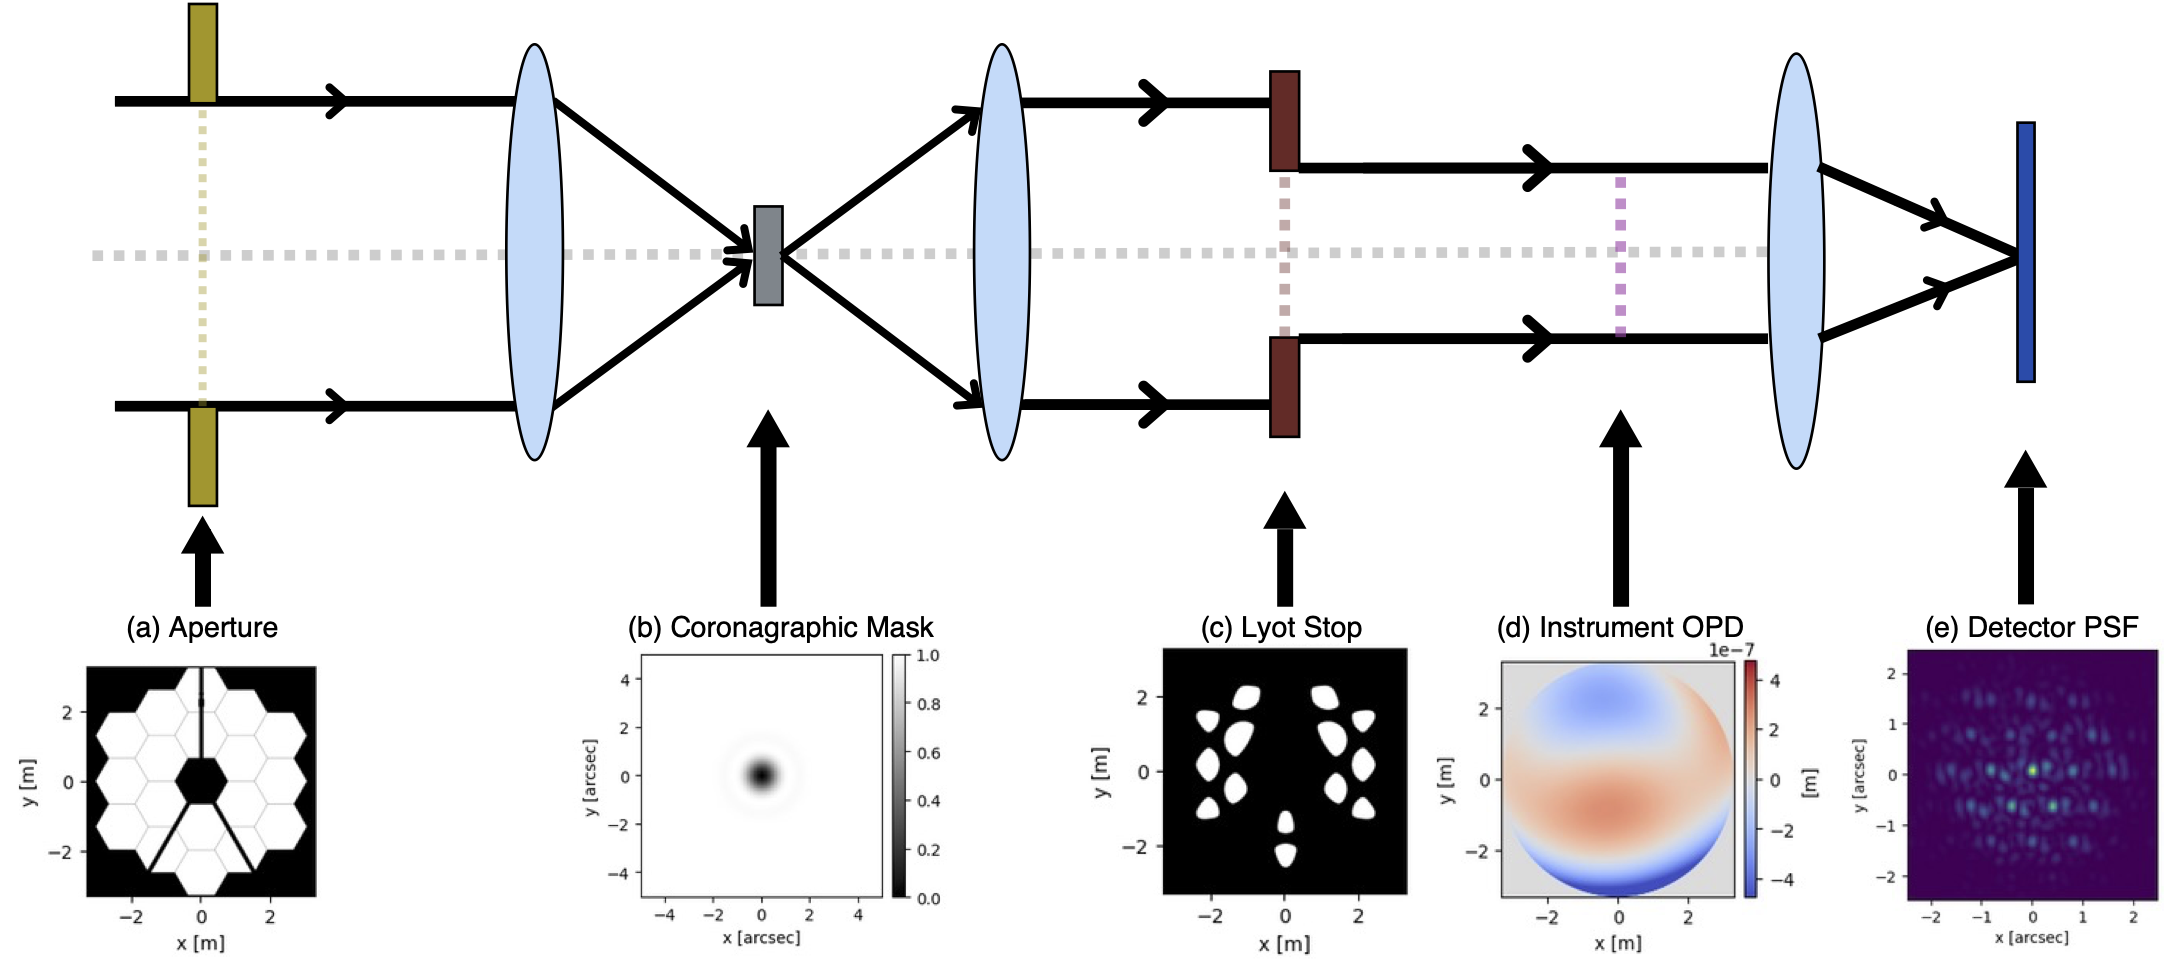 (a) Aperture
(b) Coronagraphic Mask
(c) Lyot Stop
(d) Instrument OPD
(e) Detector PSF
y [m]
2
0
−2
−2 0 2
x [m]
y [arcsec]
4
2
0
−2
−4
−4 −2 0 2 4
x [arcsec]
1.0
0.8
0.6
0.4
0.2
0.0
y [m]
2
0
−2
−2 0 2
x [m]
1e−7
y [m]
2
0
−2
−2 0 2
x [m]
4
2
0
−2
−4
[m]
y [arcsec]
2
1
0
−1
−2
−2 −1 0 1 2
x [arcsec]